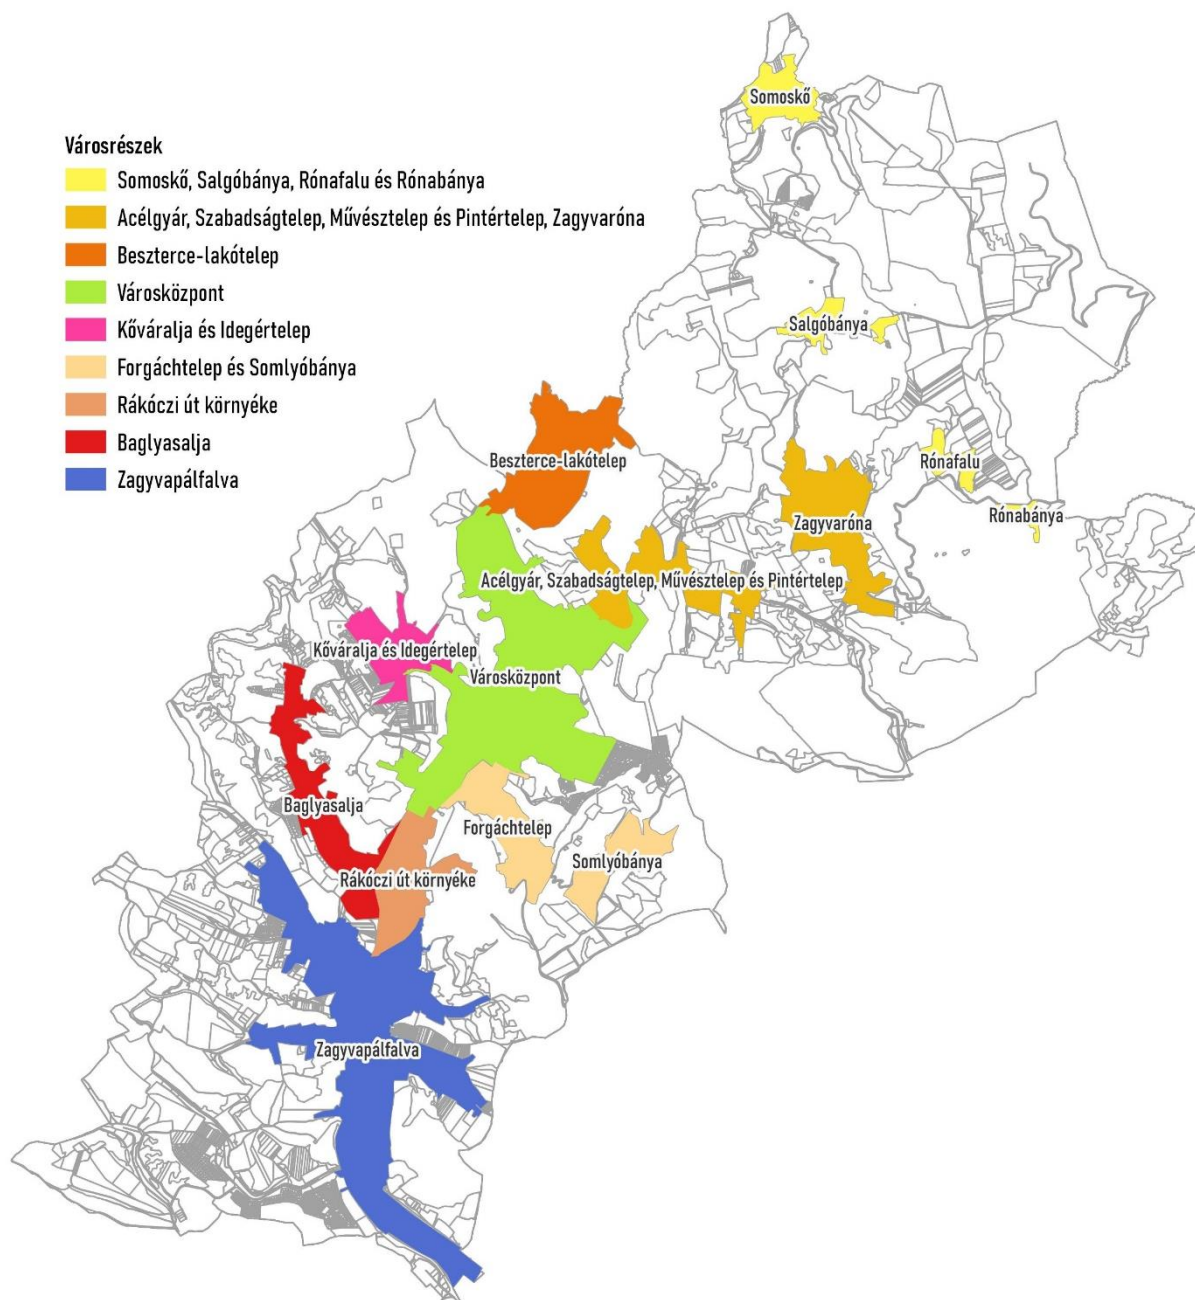 Városrészek
Somoskő, Salgóbánya, Rónafalu és Rónabánya
Acélgyár, Szabadságtelep, Művésztelep és Pintértelep, Zagyvaróna
Beszterce-lakótelep
Városközpont
Kőváralja és Idegértelep
Forgáchtelep és Somlyóbánya
Rákóczi út környéke
Baglyasalja
Zagyvapálfalva
Somoskő
Salgóbánya
Rónafalu
Beszterce-lakótelep
Rónabánya
Zagyvaróna
Acélgyár, Szabadságtelep, Művésztelep és Pintértelep
Kőváralja és Idegértelep
Városközpont
Baglyasalja
Forgáchtelep
Somlyóbánya
Rákóczi út környéke
Zagyvapálfalva